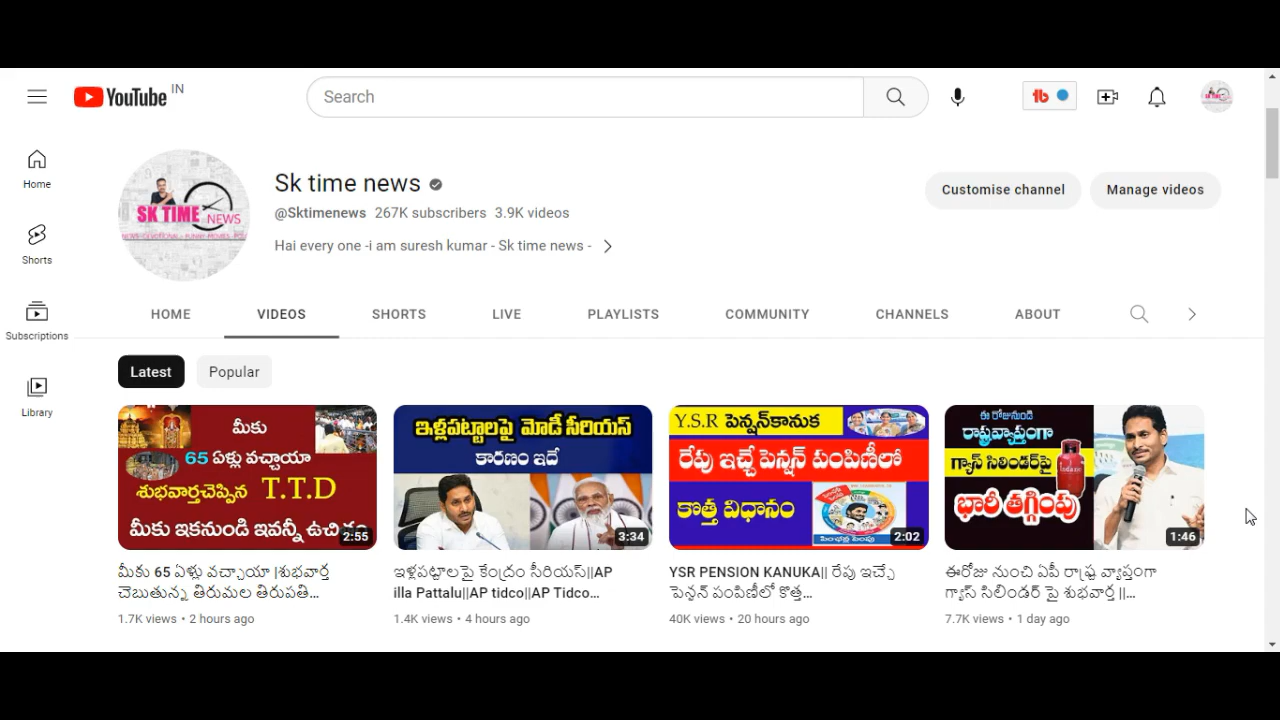 YouTube IN
Search
Home
Shorts
Subscriptions
Library
SK TIME NEWS
Sk time news
@Sktimenews 267K subscribers 3.9K videos
Hai every one -i am suresh kumar - Sk time news -
Customise channel
Manage videos
HOME VIDEOS SHORTS LIVE PLAYLISTS COMMUNITY CHANNELS ABOUT
Latest Popular
మీకు
65 ఏళ్లు వచ్చాయా
శుభవార్తచెప్పిన T.T.D
మీకు ఇకనుండి ఇవన్నీ ఉచితం
2:55
మీకు 65 ఏళ్లు వచ్చాయా |శుభవార్త
చెబుతున్న తిరుమల తిరుపతి...
1.7K views • 2 hours ago
ఇళ్లపట్టాలపై మోడీ సీరియస్
కారణం ఇదే
3:34
ఇళ్లపట్టాలపై కేంద్రం సీరియస్||AP
illa Pattalu||AP tidco||AP Tidco...
1.4K views • 4 hours ago
Y.S.R పెన్షన్‌కానుక
రేపు ఇచ్చే పెన్షన్ పంపిణీలో
కొత్త విధానం
2:02
YSR PENSION KANUKA|| రేపు ఇచ్చే
పెన్షన్ పంపిణీలో కొత్త...
40K views • 20 hours ago
ఈ రోజునుండి
రాష్ట్రవ్యాప్తంగా
గ్యాస్ సిలిండర్‌పై
భారీ తగ్గింపు
1:46
ఈరోజు నుంచి ఏపీ రాష్ట్ర వ్యాప్తంగా
గ్యాస్ సిలిండర్ పై శుభవార్త ||...
7.7K views • 1 day ago